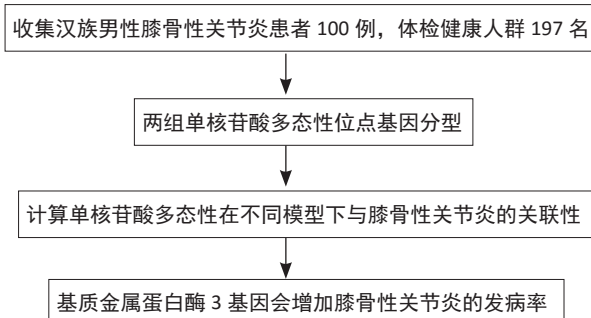 收集汉族男性膝骨性关节炎患者 100 例，体检健康人群 197 名
两组单核苷酸多态性位点基因分型
计算单核苷酸多态性在不同模型下与膝骨性关节炎的关联性
基质金属蛋白酶 3 基因会增加膝骨性关节炎的发病率